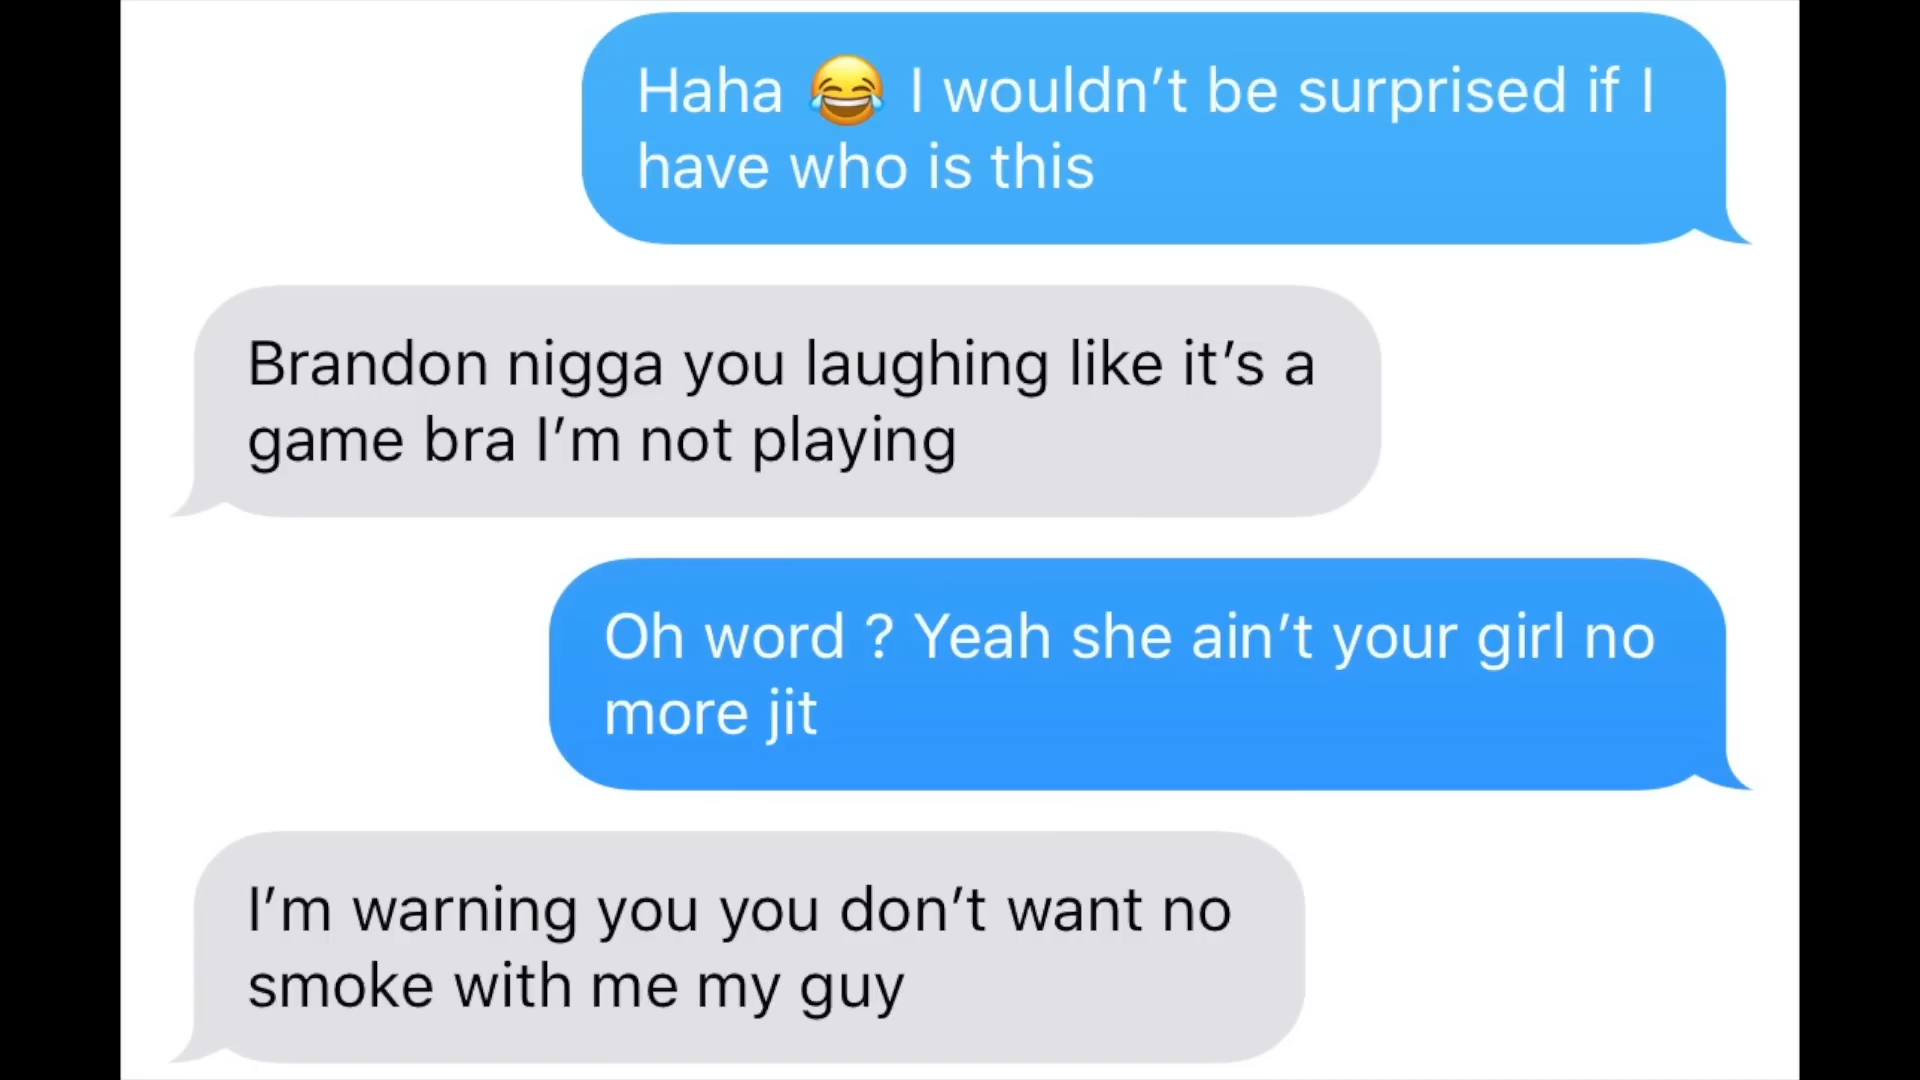 Haha 😂 I wouldn’t be surprised if I
have who is this
Brandon nigga you laughing like it’s a
game bra I’m not playing
Oh word ? Yeah she ain’t your girl no
more jit
I’m warning you you don’t want no
smoke with me my guy